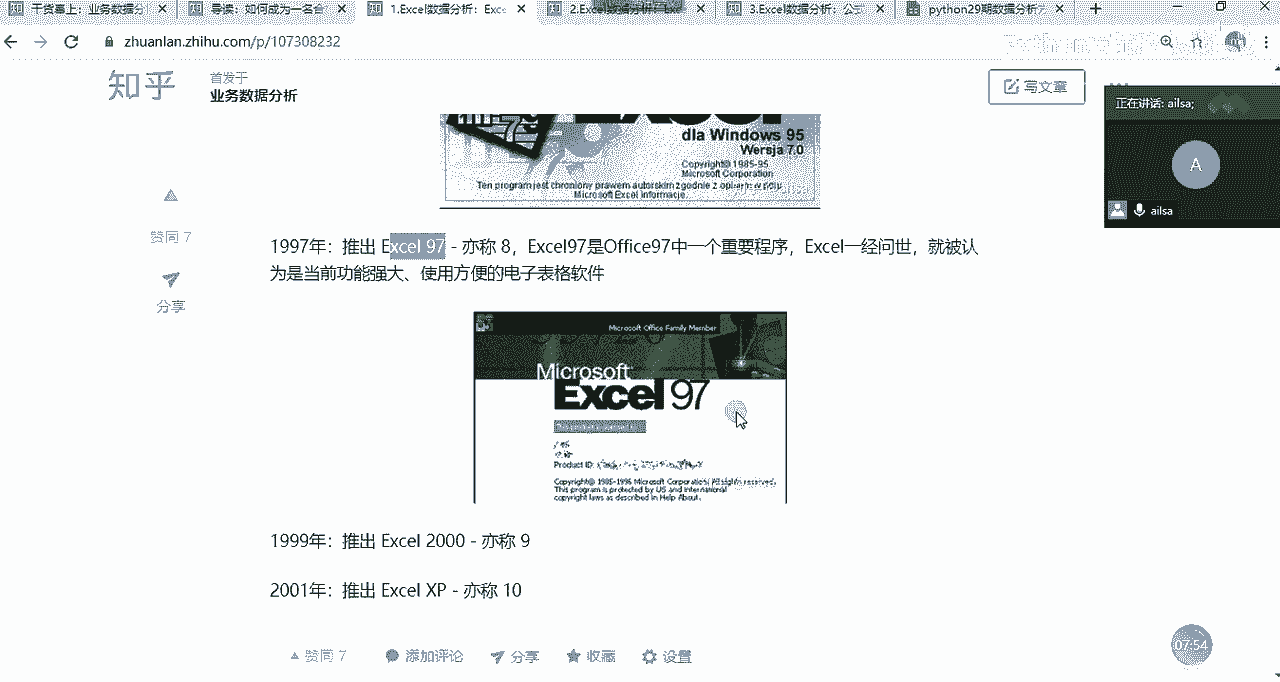 干货篇上：业务数据分
导读：如何成为一名合
1.Excel数据分析：Exc
2.Excel数据分析：Exc
3.Excel数据分析：公式
python29期数据分析
zhuanlan.zhihu.com/p/107308232
知乎
首发于
业务数据分析
写文章
正在讲话: ailsa;
A
ailsa
dla Windows 95
Wersja 7.0
Copyright© 1985-95
Microsoft Corporation
Ten program jest chroniony prawem autorskim zgodnie z opisem w polu
Microsoft Excel Informacje.
赞同 7
分享
1997年：推出 Excel 97 - 亦称 8，Excel97是Office97中一个重要程序，Excel一经问世，就被认
为是当前功能强大、使用方便的电子表格软件
Microsoft Office Family Member
Microsoft
Excel 97
Product ID:
Copyright© 1985-1996 Microsoft Corporation. All rights reserved.
This program is protected by US and international
copyright laws as described in Help About.
1999年：推出 Excel 2000 - 亦称 9
2001年：推出 Excel XP - 亦称 10
赞同 7
添加评论
分享
收藏
设置
07:54